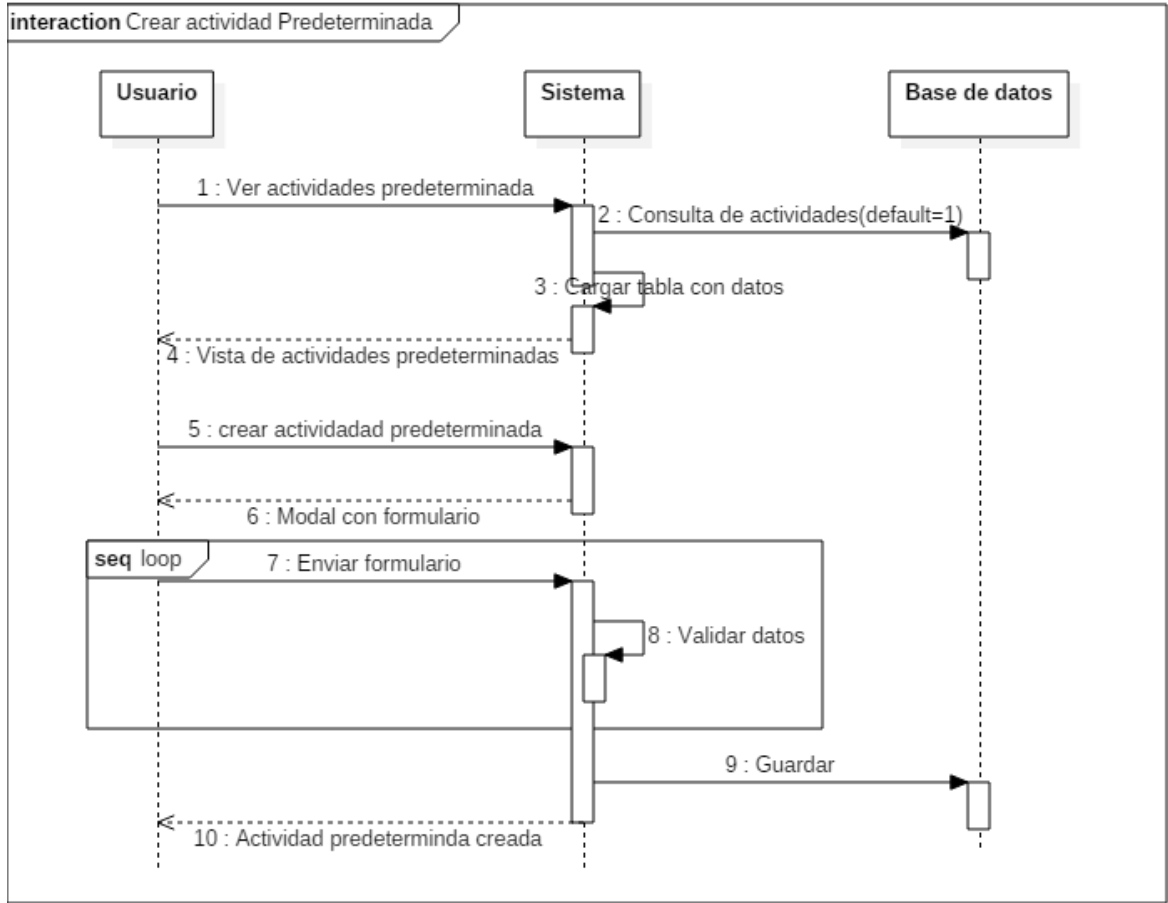 interaction Crear actividad Predeterminada
Usuario
Sistema
Base de datos
1 : Ver actividades predeterminada
2 : Consulta de actividades(default=1)
3 : Cargar tabla con datos
4 : Vista de actividades predeterminadas
5 : crear activida​dad predeterminada
6 : Modal con formulario
seq loop
7 : Enviar formulario
8 : Validar datos
9 : Guardar
10 : Actividad predeterminda creada